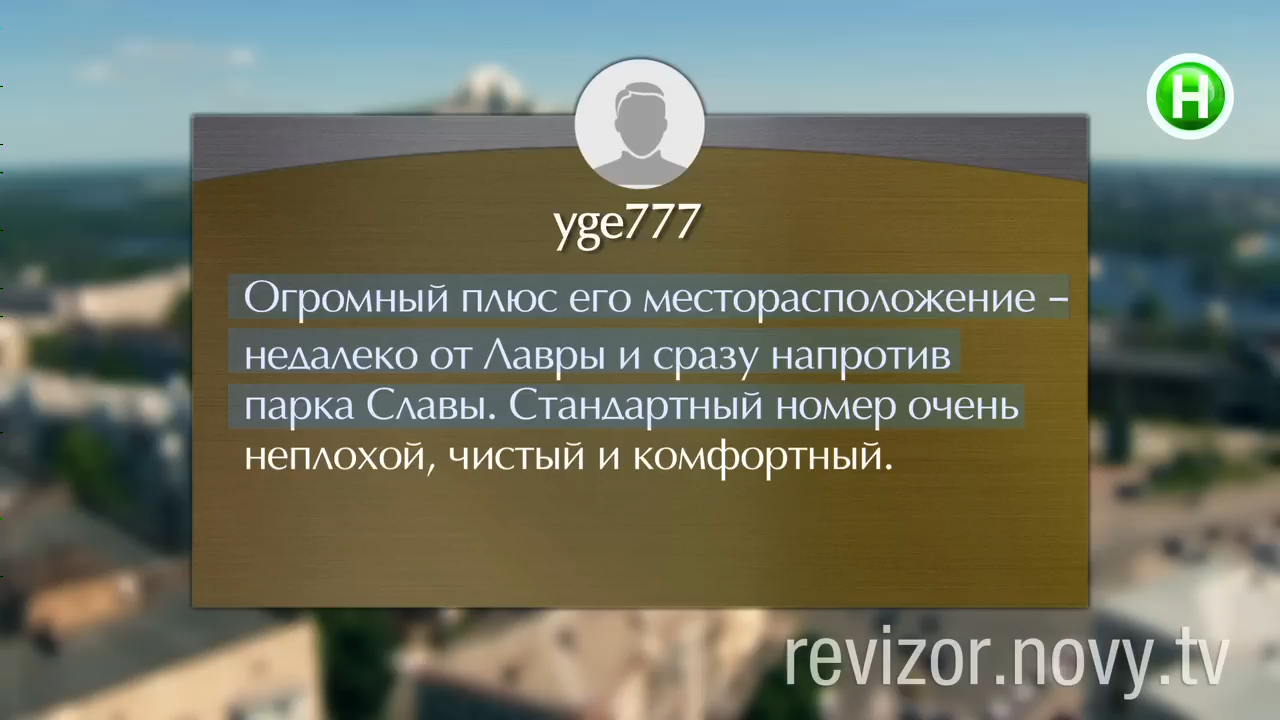 Н
yge777
Огромный плюс его месторасположение –
недалеко от Лавры и сразу напротив
парка Славы. Стандартный номер очень
неплохой, чистый и комфортный.
revizor.novy.tv